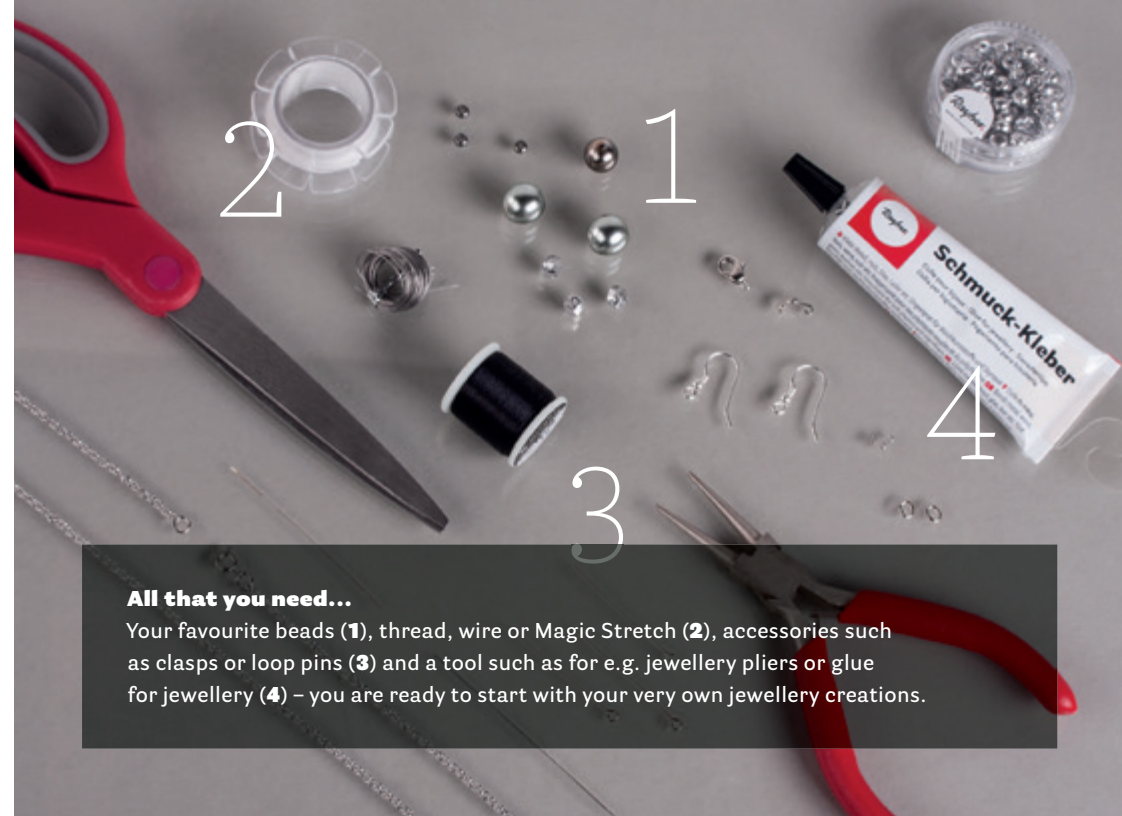 2
1
Rayher
Rayher
Schmuck-Kleber
4
3
All that you need...
Your favourite beads (1), thread, wire or Magic Stretch (2), accessories such
as clasps or loop pins (3) and a tool such as for e.g. jewellery pliers or glue
for jewellery (4) – you are ready to start with your very own jewellery creations.